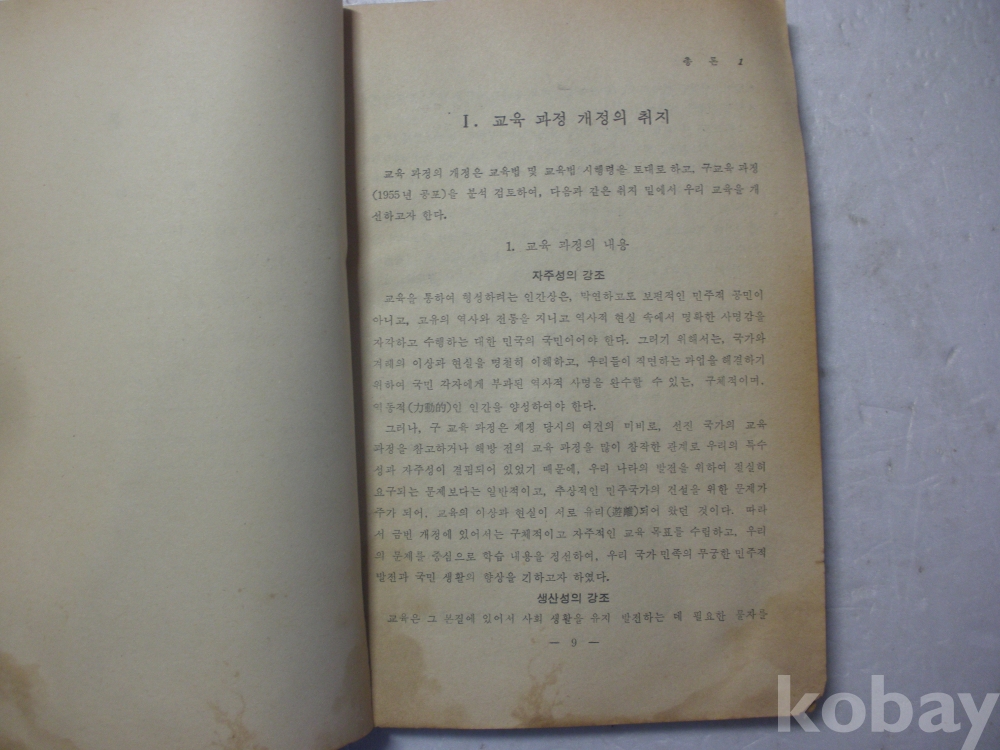 총 론 1
I. 교육 과정 개정의 취지
교육 과정의 개정은 교육법 및 교육법 시행령을 토대로 하고, 구교육 과정
(1955년 공포)을 분석 검토하여, 다음과 같은 취지 밑에서 우리 교육을 개
선하고자 한다.
1. 교육 과정의 내용
자주성의 강조
교육을 통하여 형성하려는 인간상은, 막연하고도 보편적인 민주적 공민이
아니고, 고유의 역사와 전통을 지니고 역사적 현실 속에서 명확한 사명감을
자각하고 수행하는 대한 민국의 국민이어야 한다. 그러기 위해서는, 국가와
겨레의 이상과 현실을 명철히 이해하고, 우리들이 직면하는 과업을 해결하기
위하여 국민 각자에게 부과된 역사적 사명을 완수할 수 있는, 구체적이며,
역동적(力動的)인 인간을 양성하여야 한다.
그러나, 구 교육 과정은 제정 당시의 여건의 미비로, 선진 국가의 교육
과정을 참고하거나 해방 전의 교육 과정을 많이 참작한 관계로 우리의 특수
성과 자주성이 결핍되어 있었기 때문에, 우리 나라의 발전을 위하여 절실히
요구되는 문제보다는 일반적이고, 추상적인 민주국가의 건설을 위한 문제가
주가 되어, 교육의 이상과 현실이 서로 유리(遊離)되어 왔던 것이다. 따라
서 금번 개정에 있어서는 구체적이고 자주적인 교육 목표를 수립하고, 우리
의 문제를 중심으로 학습 내용을 정선하여, 우리 국가 민족의 무궁한 민주적
발전과 국민 생활의 향상을 긴하고자 하였다.
생산성의 강조
교육은 그 본질에 있어서 사회 생활을 유지 발전하는 데 필요한 물자를
— 9 —
kobay